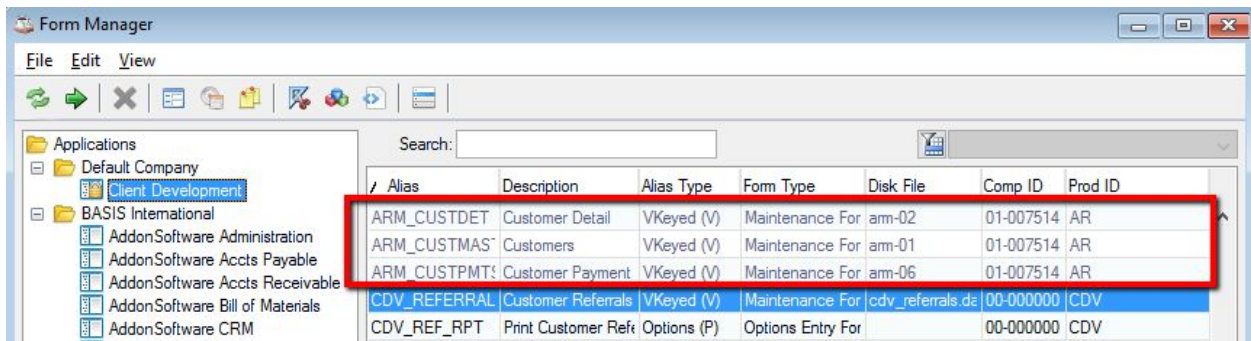 Form Manager
File Edit View
Search:
Applications
Default Company
Client Development
BASIS International
AddonSoftware Administration
AddonSoftware Accts Payable
AddonSoftware Accts Receivable
AddonSoftware Bill of Materials
AddonSoftware CRM
/ Alias Description Alias Type Form Type Disk File Comp ID Prod ID
ARM_CUSTDET Customer Detail VKeyed (V) Maintenance For arm-02 01-007514 AR
ARM_CUSTMAST Customers VKeyed (V) Maintenance For arm-01 01-007514 AR
ARM_CUSTPMTS Customer Payment VKeyed (V) Maintenance For arm-06 01-007514 AR
CDV_REFERRAL Customer Referrals VKeyed (V) Maintenance For cdv_referrals.da 00-000000 CDV
CDV_REF_RPT Print Customer Refe Options (P) Options Entry For 00-000000 CDV